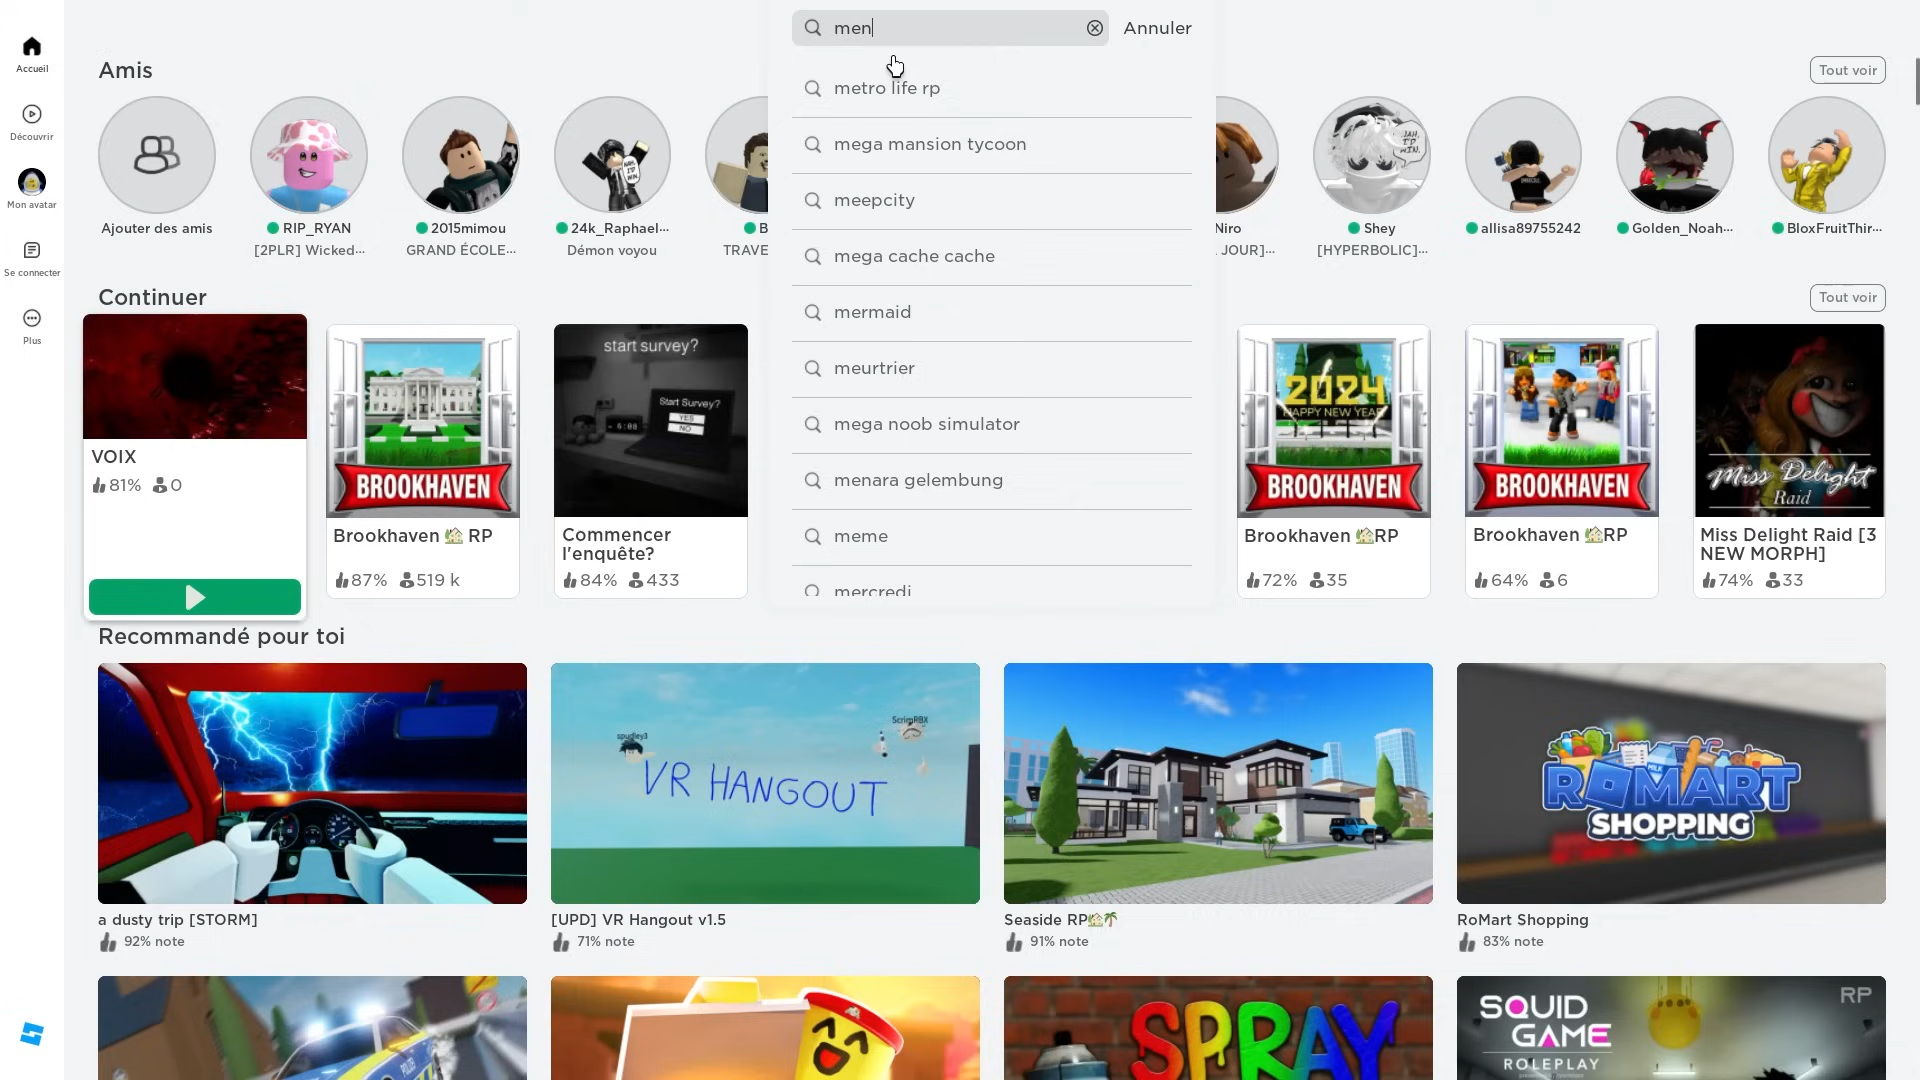 men
Annuler
Accueil
Découvrir
Mon avatar
Se connecter
Plus
Amis
Tout voir
metro life rp
mega mansion tycoon
meepcity
mega cache cache
mermaid
meurtrier
mega noob simulator
menara gelembung
meme
mercredi
Ajouter des amis
RIP_RYAN
[2PLR] Wicked...
2015mimou
GRAND ÉCOLE...
24k_Raphael...
Démon voyou
B
TRAVE
Niro
JOUR]...
Shey
[HYPERBOLIC]...
allisa89755242
Golden_Noah...
BloxFruitThir...
Continuer
Tout voir
VOIX
81% 0
BROOKHAVEN
Brookhaven RP
87% 519 k
start survey?
Start Survey?
YES
NO
Commencer
l'enquête?
84% 433
2024
HAPPY NEW YEAR
BROOKHAVEN
Brookhaven RP
72% 35
BROOKHAVEN
Brookhaven RP
64% 6
Miss Delight
Raid
Miss Delight Raid [3
NEW MORPH]
74% 33
Recommandé pour toi
a dusty trip [STORM]
92% note
spudley3
ScrimRBX
VR HANGOUT
[UPD] VR Hangout v1.5
71% note
Seaside RP
91% note
ROMART
SHOPPING
RoMart Shopping
83% note
SPRAY
SQUID
GAME
ROLEPLAY
RP